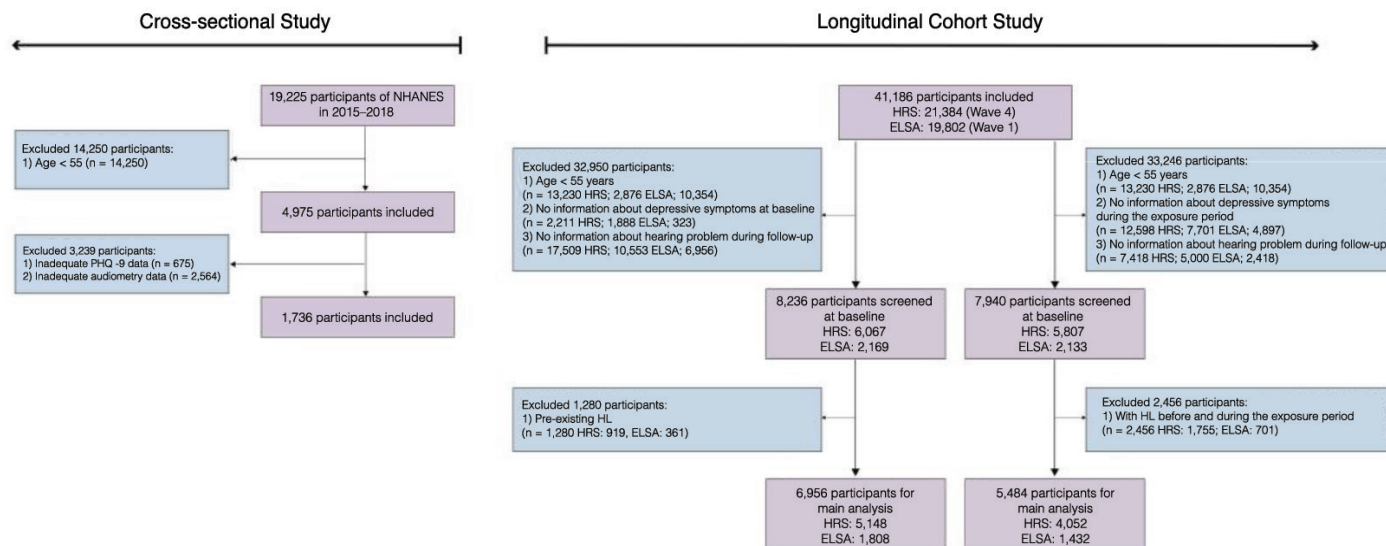 Cross-sectional Study
19,225 participants of NHANES
in 2015–2018
Excluded 14,250 participants:
1) Age < 55 (n = 14,250)
4,975 participants included
Excluded 3,239 participants:
1) Inadequate PHQ -9 data (n = 675)
2) Inadequate audiometry data (n = 2,564)
1,736 participants included
Longitudinal Cohort Study
41,186 participants included
HRS: 21,384 (Wave 4)
ELSA: 19,802 (Wave 1)
Excluded 32,950 participants:
1) Age < 55 years
(n = 13,230 HRS; 2,876 ELSA; 10,354)
2) No information about depressive symptoms at baseline
(n = 2,211 HRS; 1,888 ELSA; 323)
3) No information about hearing problem during follow-up
(n = 17,509 HRS; 10,553 ELSA; 6,956)
Excluded 33,246 participants:
1) Age < 55 years
(n = 13,230 HRS; 2,876 ELSA; 10,354)
2) No information about depressive symptoms
during the exposure period
(n = 12,598 HRS; 7,701 ELSA; 4,897)
3) No information about hearing problem during follow-up
(n = 7,418 HRS; 5,000 ELSA; 2,418)
8,236 participants screened
at baseline
HRS: 6,067
ELSA: 2,169
7,940 participants screened
at baseline
HRS: 5,807
ELSA: 2,133
Excluded 1,280 participants:
1) Pre-existing HL
(n = 1,280 HRS: 919, ELSA: 361)
Excluded 2,456 participants:
1) With HL before and during the exposure period
(n = 2,456 HRS: 1,755; ELSA: 701)
6,956 participants for
main analysis
HRS: 5,148
ELSA: 1,808
5,484 participants for
main analysis
HRS: 4,052
ELSA: 1,432